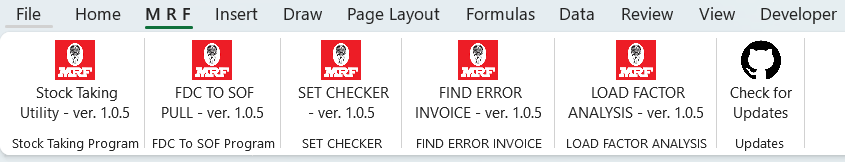 File Home M R F Insert Draw Page Layout Formulas Data Review View Developer
MRF MRF MRF MRF MRF
Stock Taking FDC TO SOF SET CHECKER FIND ERROR LOAD FACTOR Check for
Utility - ver. 1.0.5 PULL - ver. 1.0.5 - ver. 1.0.5 INVOICE - ver. 1.0.5 ANALYSIS - ver. 1.0.5 Updates
Stock Taking Program FDC To SOF Program SET CHECKER FIND ERROR INVOICE LOAD FACTOR ANALYSIS Updates